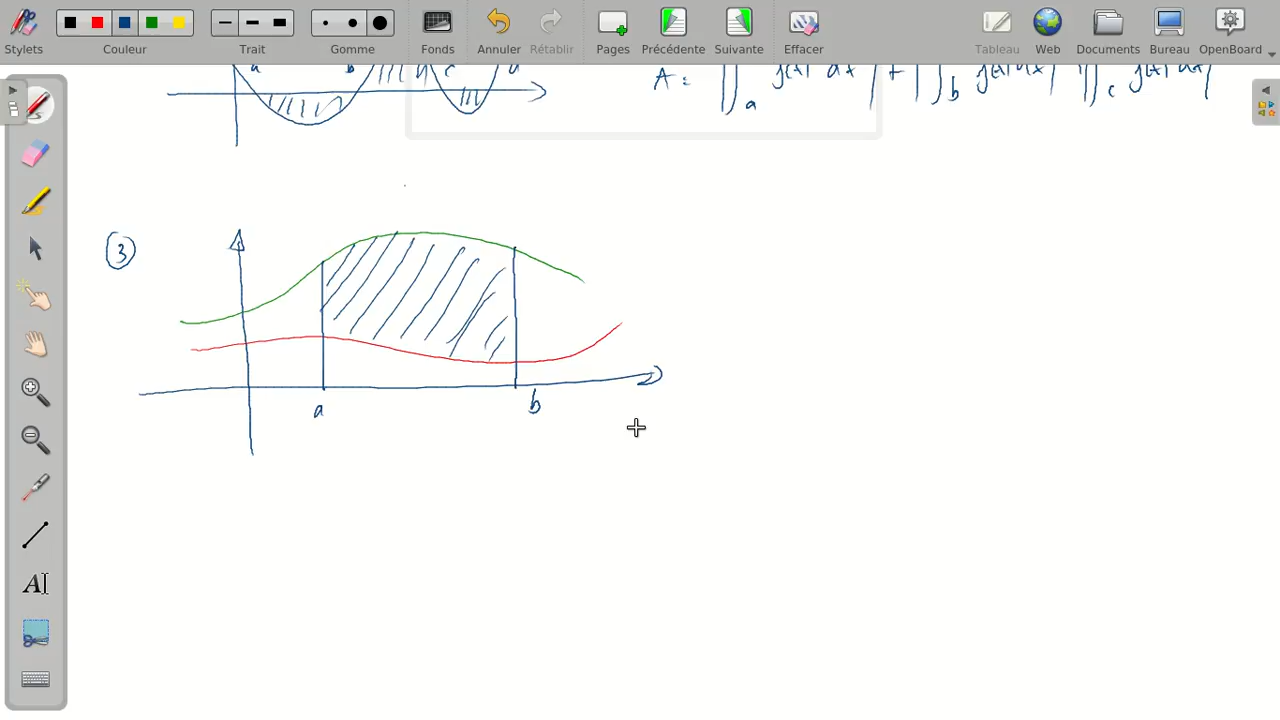 Stylets Couleur Trait Gomme Fonds Annuler Rétablir Pages Précédente Suivante Effacer Tableau Web Documents Bureau OpenBoard
a b c d
A =
a b c
3
a b
A